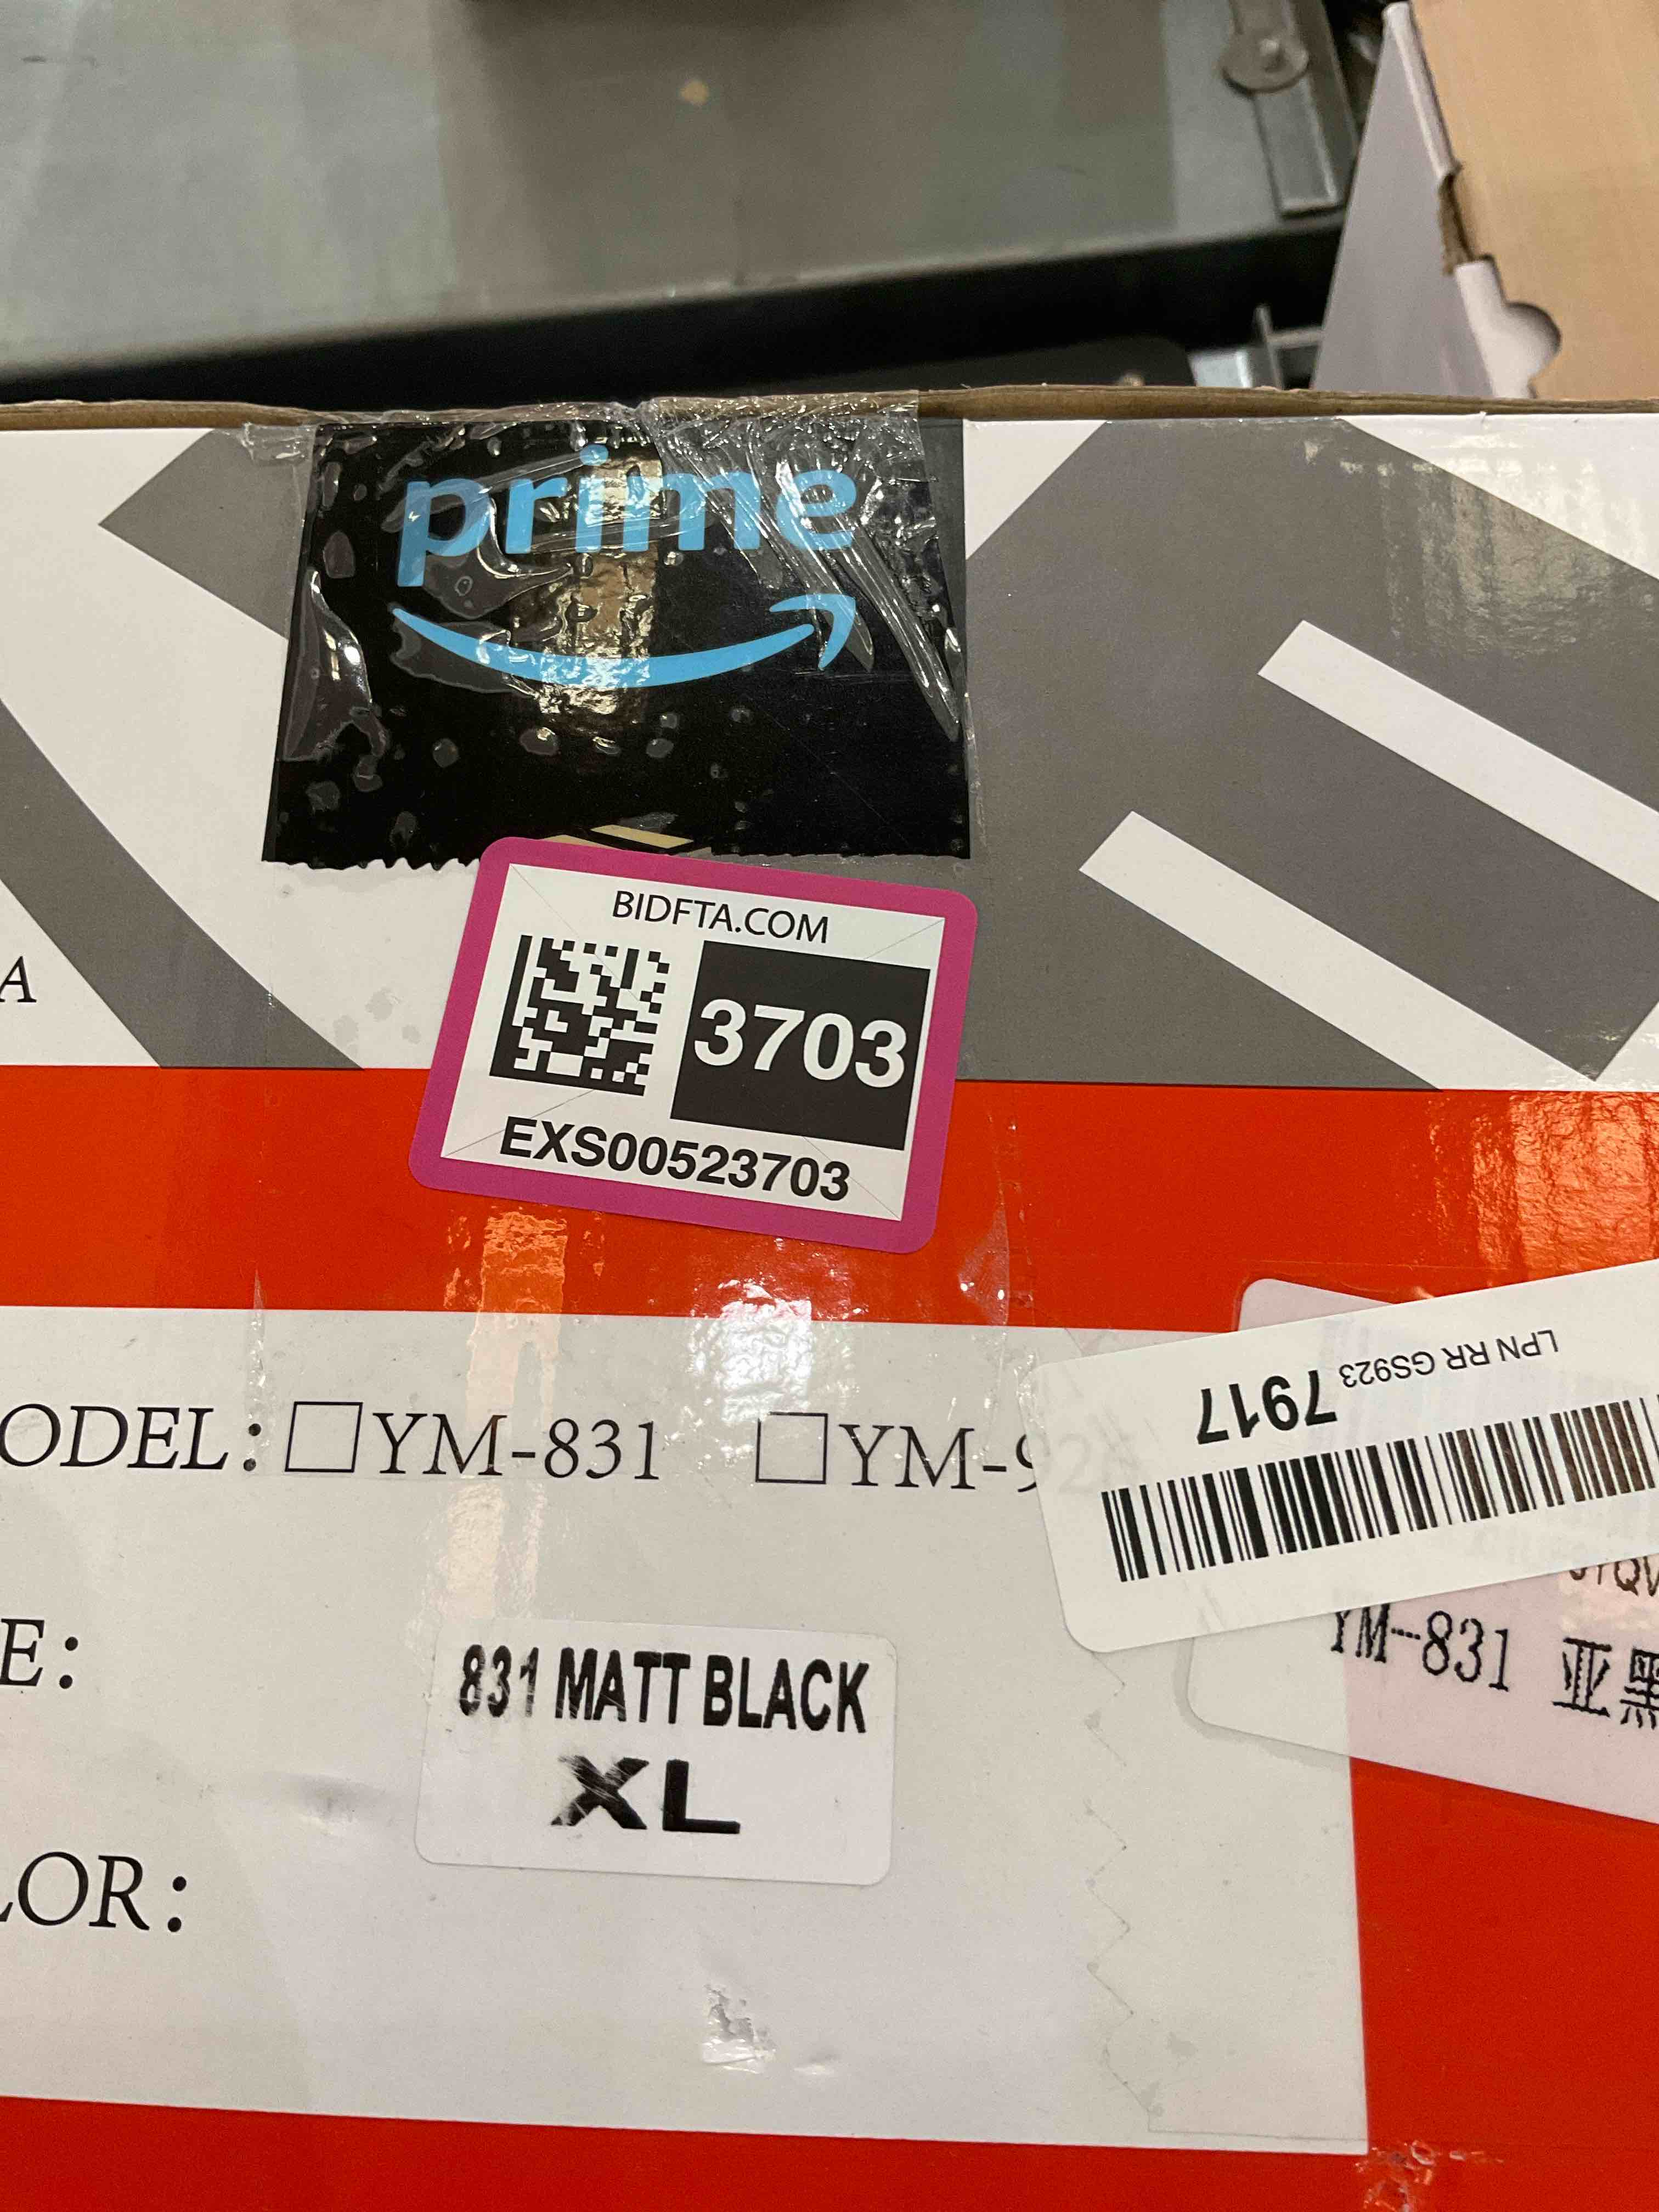 prime
BIDFTA.COM
3703
EXS00523703
A
ODEL: □YM-831 □YM-92
LPN RR GS923
7917
YM-831 亚黑
E:
831 MATT BLACK
XL
LOR: